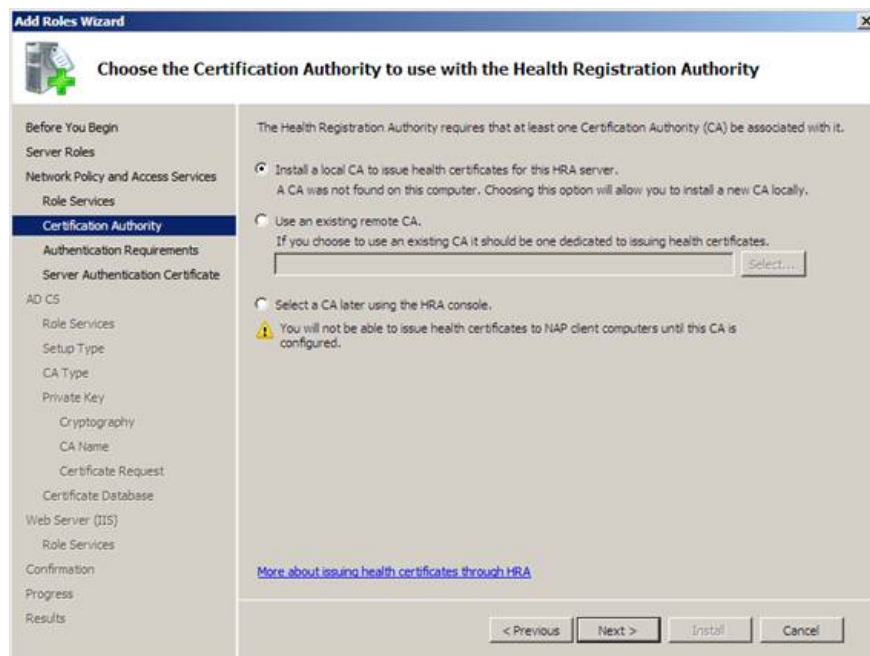 Add Roles Wizard
Choose the Certification Authority to use with the Health Registration Authority
Before You Begin
Server Roles
Network Policy and Access Services
Role Services
Certification Authority
Authentication Requirements
Server Authentication Certificate
AD CS
Role Services
Setup Type
CA Type
Private Key
Cryptography
CA Name
Certificate Request
Certificate Database
Web Server (IIS)
Role Services
Confirmation
Progress
Results
The Health Registration Authority requires that at least one Certification Authority (CA) be associated with it.
Install a local CA to issue health certificates for this HRA server.
A CA was not found on this computer. Choosing this option will allow you to install a new CA locally.
Use an existing remote CA.
If you choose to use an existing CA it should be one dedicated to issuing health certificates.
Select...
Select a CA later using the HRA console.
You will not be able to issue health certificates to NAP client computers until this CA is
configured.
More about issuing health certificates through HRA
< Previous
Next >
Install
Cancel